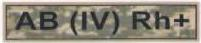 AB (IV) Rh+